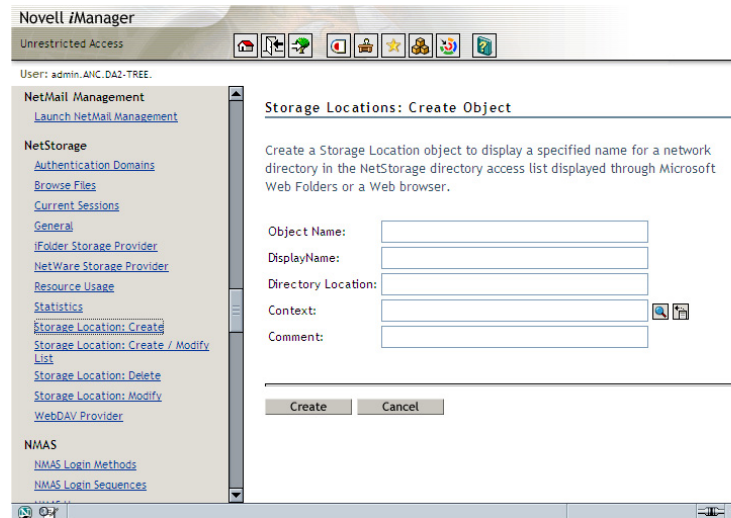 Novell iManager
Unrestricted Access
User: admin.ANC.DA2-TREE.
NetMail Management
Launch NetMail Management
NetStorage
Authentication Domains
Browse Files
Current Sessions
General
iFolder Storage Provider
NetWare Storage Provider
Resource Usage
Statistics
Storage Location: Create
Storage Location: Create / Modify
List
Storage Location: Delete
Storage Location: Modify
WebDAV Provider
NMAS
NMAS Login Methods
NMAS Login Sequences
Storage Locations: Create Object
Create a Storage Location object to display a specified name for a network
directory in the NetStorage directory access list displayed through Microsoft
Web Folders or a Web browser.
Object Name:
DisplayName:
Directory Location:
Context:
Comment:
Create
Cancel